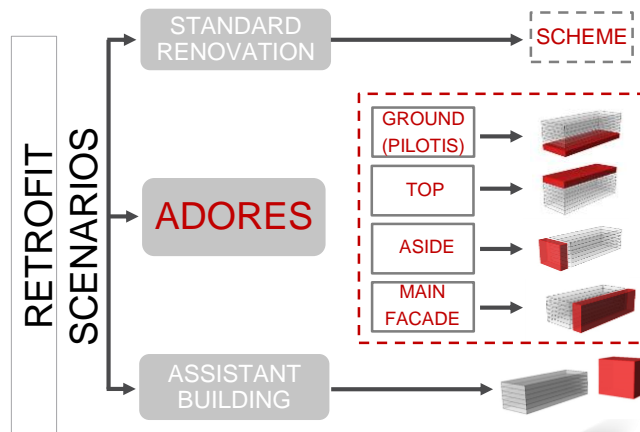 RETROFIT
SCENARIOS
STANDARD
RENOVATION
SCHEME
ADORES
GROUND
(PILOTIS)
TOP
ASIDE
MAIN
FACADE
ASSISTANT
BUILDING